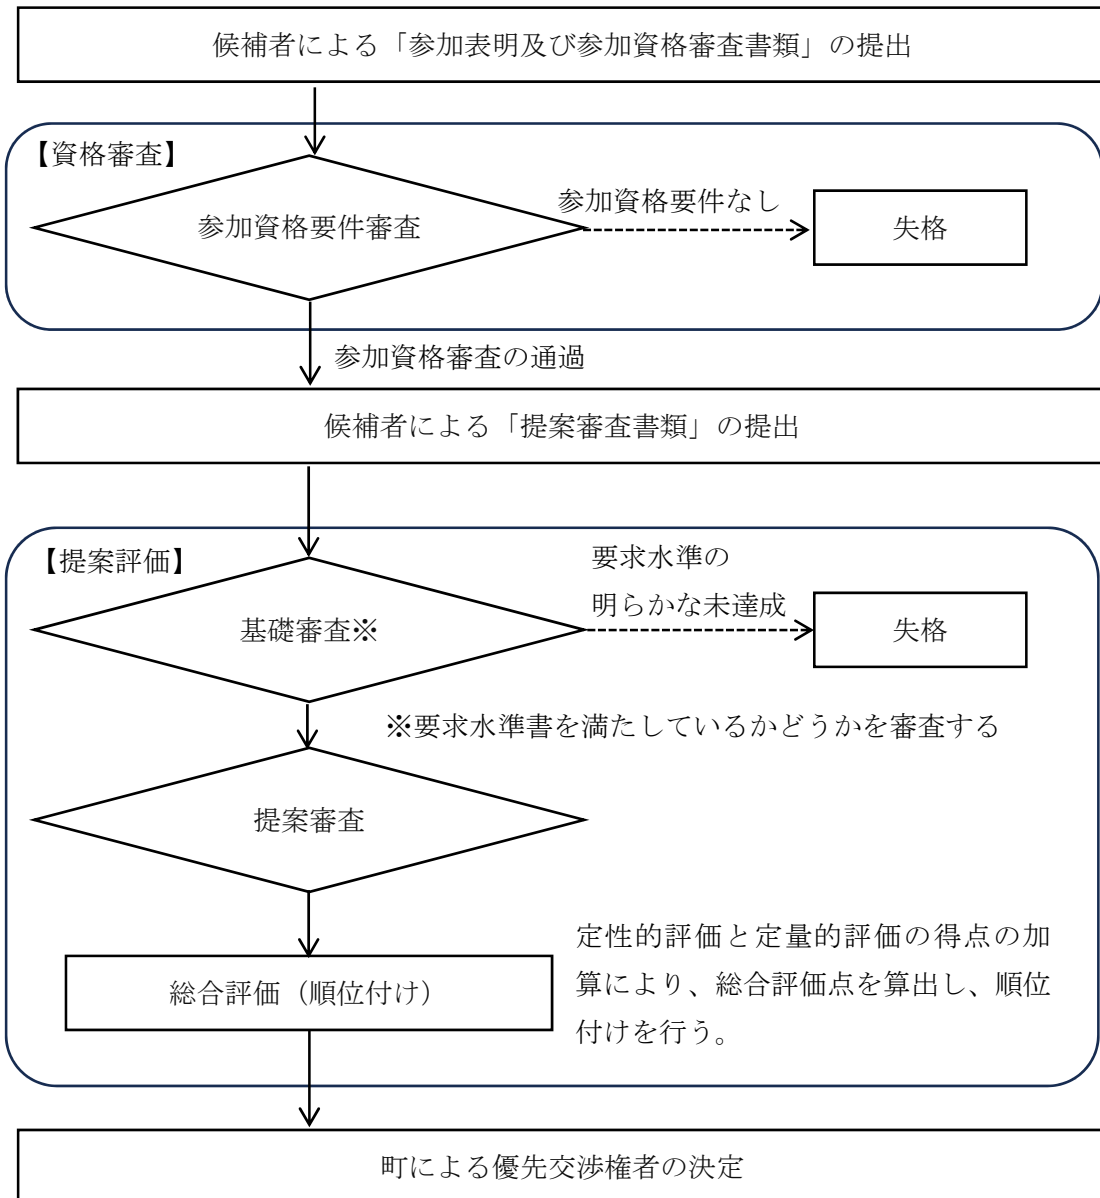 候補者による「参加表明及び参加資格審査書類」の提出
【資格審査】
参加資格要件審査
参加資格要件なし
失格
参加資格審査の通過
候補者による「提案審査書類」の提出
【提案評価】
要求水準の
明らかな未達成
基礎審査※
失格
※要求水準書を満たしているかどうかを審査する
提案審査
総合評価（順位付け）
定性的評価と定量的評価の得点の加
算により、総合評価点を算出し、順位
付けを行う。
町による優先交渉権者の決定